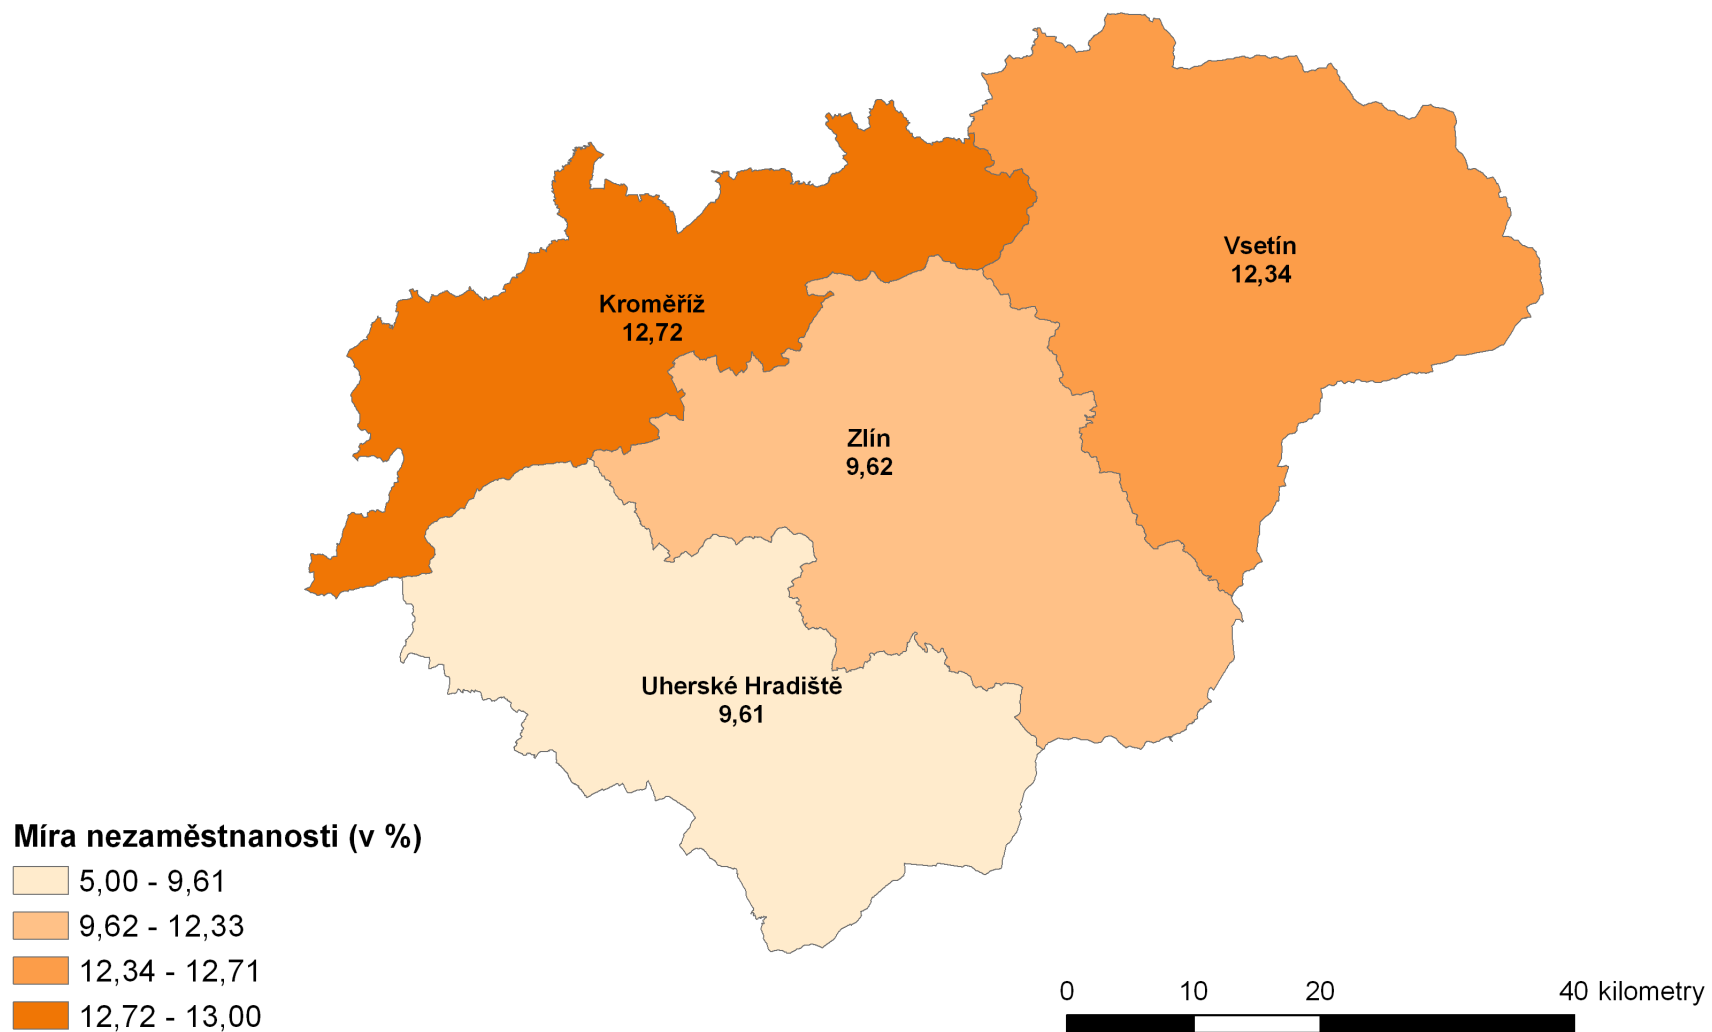 Vsetín
12,34
Kroměříž
12,72
Zlín
9,62
Uherské Hradiště
9,61
Míra nezaměstnanosti (v %)
5,00 - 9,61
9,62 - 12,33
12,34 - 12,71
12,72 - 13,00
0 10 20 40 kilometry